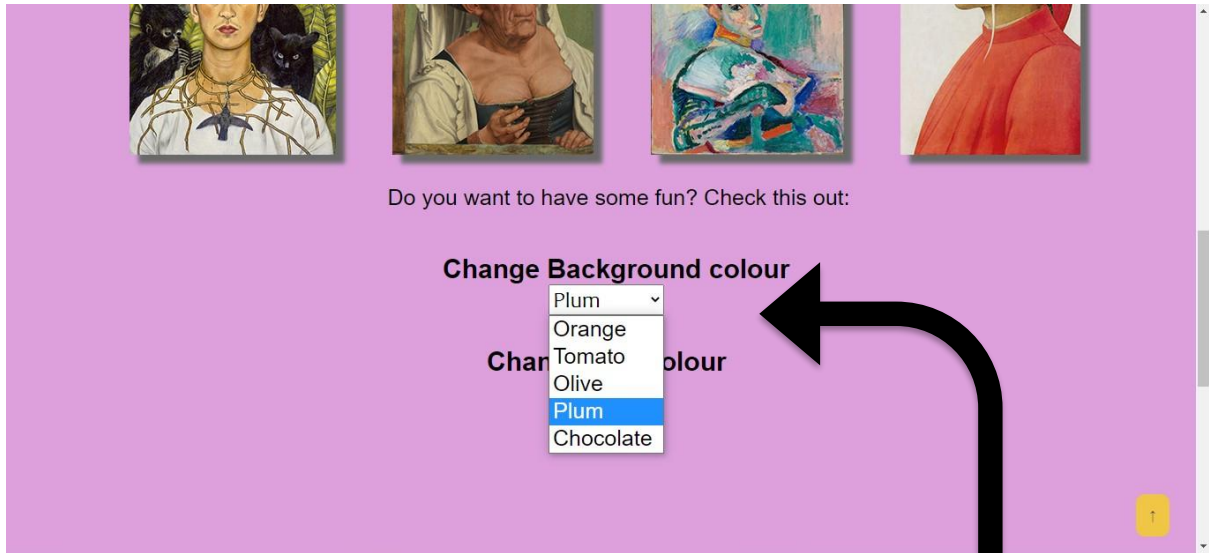 Do you want to have some fun? Check this out:
Change Background colour
Plum
Orange
Chan
Tomato
olour
Olive
Plum
Chocolate
↑